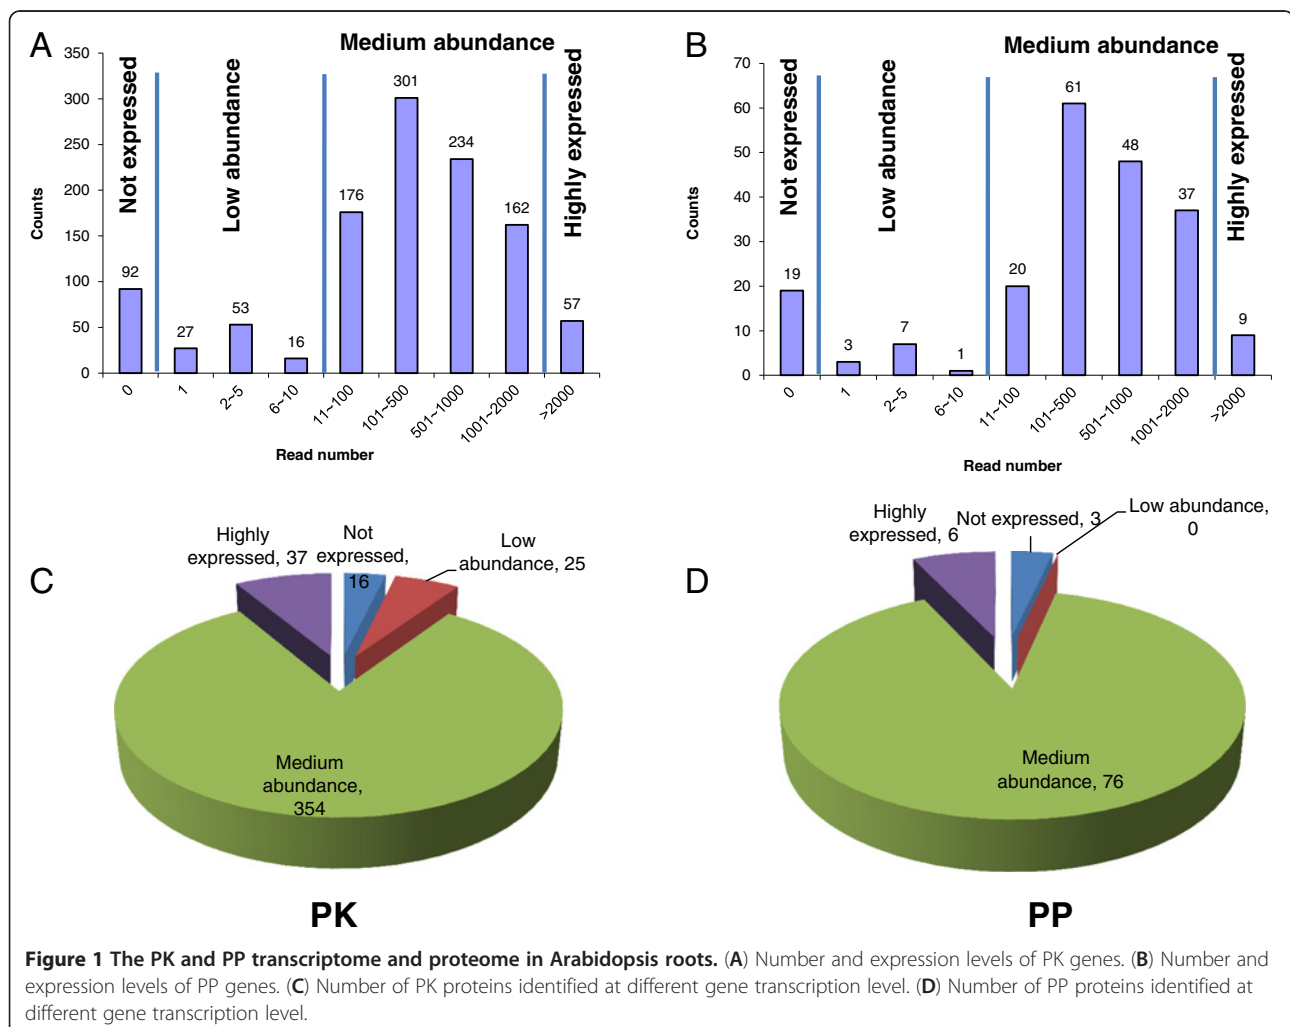 A
Medium abundance
350
300
250
200
150
100
50
0
Counts
Not expressed
Low abundance
Highly expressed
92
27
53
16
176
301
234
162
57
0
1
2~5
6~10
11~100
101~500
501~1000
1001~2000
>2000
Read number
B
Medium abundance
70
60
50
40
30
20
10
0
Counts
Not expressed
Low abundance
Highly expressed
19
3
7
1
20
61
48
37
9
0
1
2~5
6~10
11~100
101~500
501~1000
1001~2000
>2000
Read number
C
Highly
expressed, 37
Not
expressed,
16
Low
abundance, 25
Medium
abundance,
354
PK
D
Highly
expressed, 6
Not expressed, 3
Low abundance,
0
Medium
abundance, 76
PP
Figure 1 The PK and PP transcriptome and proteome in Arabidopsis roots. (A) Number and expression levels of PK genes. (B) Number and
expression levels of PP genes. (C) Number of PK proteins identified at different gene transcription level. (D) Number of PP proteins identified at
different gene transcription level.